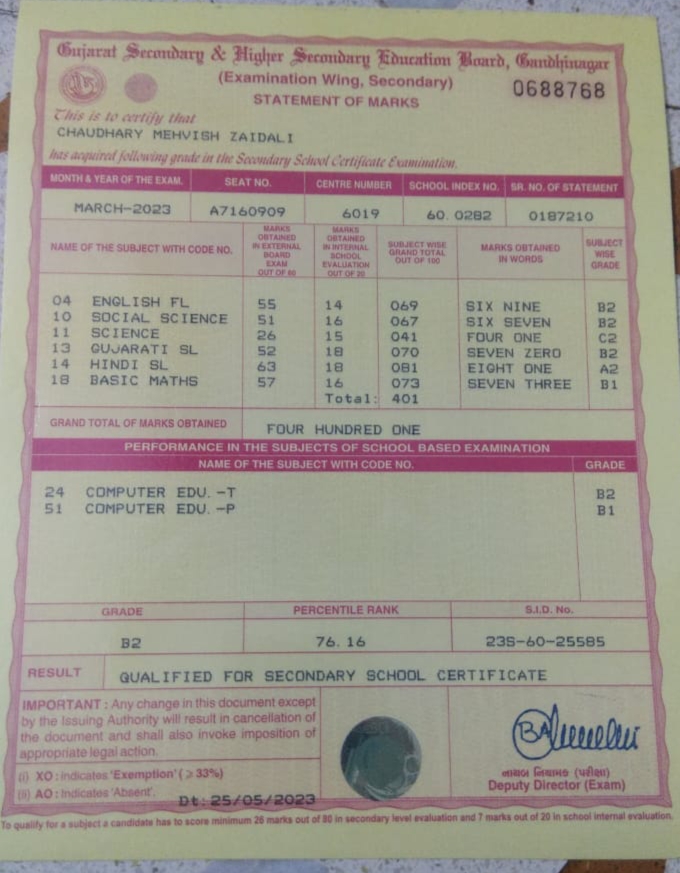 Gujarat Secondary & Higher Secondary Education Board, Gandhinagar
(Examination Wing, Secondary)
0688768
STATEMENT OF MARKS
This is to certify that
CHAUDHARY MEHVISH ZAIDALI
has acquired following grade in the Secondary School Certificate Examination.
MONTH & YEAR OF THE EXAM. SEAT NO. CENTRE NUMBER SCHOOL INDEX NO. SR. NO. OF STATEMENT
MARCH-2023 A7160909 6019 60.0282 0187210
NAME OF THE SUBJECT WITH CODE NO. MARKS OBTAINED IN EXTERNAL BOARD EXAM OUT OF 80 MARKS OBTAINED IN INTERNAL SCHOOL EVALUATION OUT OF 20 SUBJECT WISE GRAND TOTAL OUT OF 100 MARKS OBTAINED IN WORDS SUBJECT WISE GRADE
04 ENGLISH FL 55 14 069 SIX NINE B2
10 SOCIAL SCIENCE 51 16 067 SIX SEVEN B2
11 SCIENCE 26 15 041 FOUR ONE C2
13 GUJARATI SL 52 18 070 SEVEN ZERO B2
14 HINDI SL 63 18 081 EIGHT ONE A2
18 BASIC MATHS 57 16 073 SEVEN THREE B1
Total: 401
GRAND TOTAL OF MARKS OBTAINED FOUR HUNDRED ONE
PERFORMANCE IN THE SUBJECTS OF SCHOOL BASED EXAMINATION
NAME OF THE SUBJECT WITH CODE NO. GRADE
24 COMPUTER EDU.-T B2
51 COMPUTER EDU.-P B1
GRADE PERCENTILE RANK S.I.D. No.
B2 76.16 23S-60-25585
RESULT QUALIFIED FOR SECONDARY SCHOOL CERTIFICATE
IMPORTANT : Any change in this document except
by the Issuing Authority will result in cancellation of
the document and shall also invoke imposition of
appropriate legal action.
(i) XO : Indicates 'Exemption' (≥ 33%)
(ii) AO : Indicates 'Absent'.
Dt:25/05/2023
નાયબ નિયામક (પરીક્ષા)
Deputy Director (Exam)
To qualify for a subject a candidate has to score minimum 26 marks out of 80 in secondary level evaluation and 7 marks out of 20 in school internal evaluation.